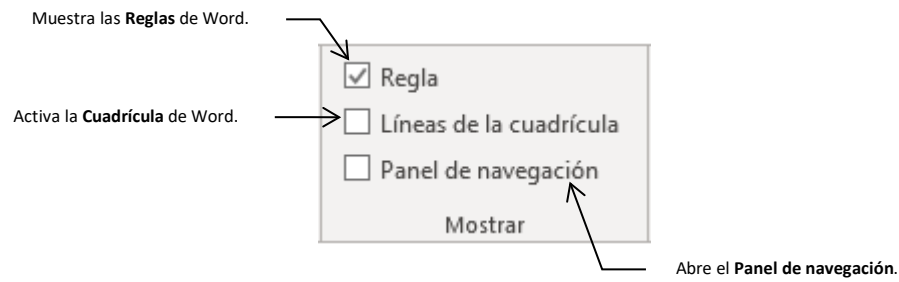 Muestra las Reglas de Word.
Regla
Activa la Cuadrícula de Word.
Líneas de la cuadrícula
Panel de navegación
Mostrar
Abre el Panel de navegación.